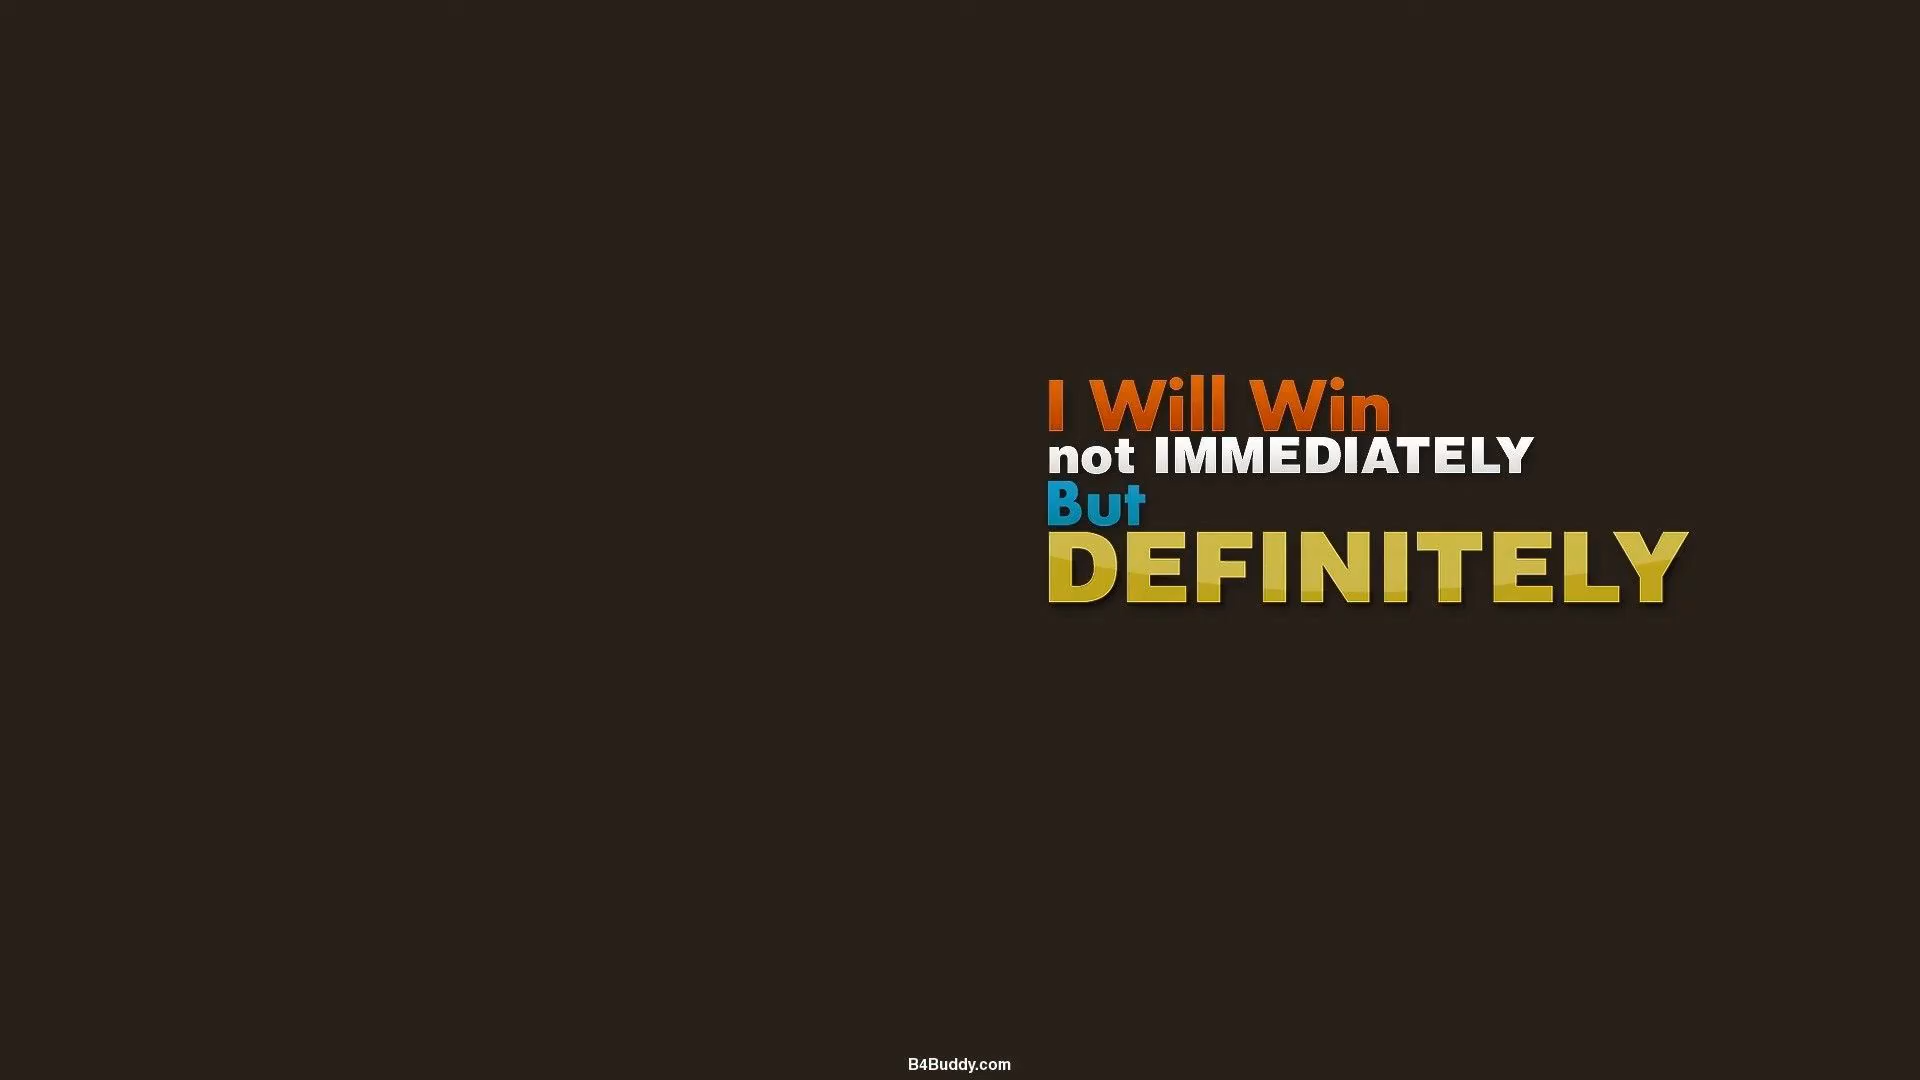 I Will Win
not IMMEDIATELY
But
DEFINITELY
B4Buddy.com